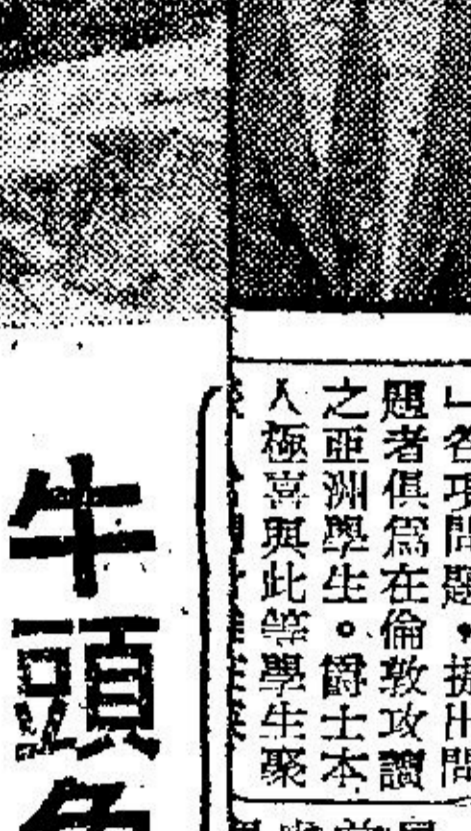 」各項問題,提出問
題者俱爲在倫敦攻讀
之亞洲學生。爵士本
人極喜與此等學生聚
牛頭角